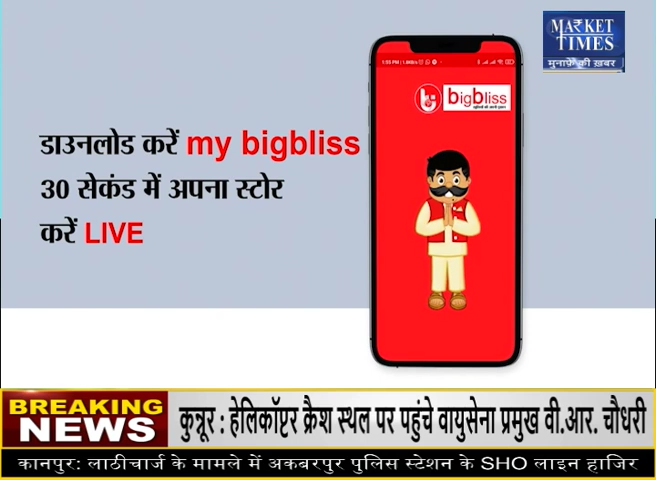 MARKET
TIMES
मुनाफ़े की ख़बर
bigbliss
डाउनलोड करें my bigbliss
30 सेकंड में अपना स्टोर
करें LIVE
BREAKING
NEWS
कुन्नूर : हेलिकॉप्टर क्रैश स्थल पर पहुंचे वायुसेना प्रमुख वी.आर. चौधरी
कानपुर: लाठीचार्ज के मामले में अकबरपुर पुलिस स्टेशन के SHO लाइन हाजिर